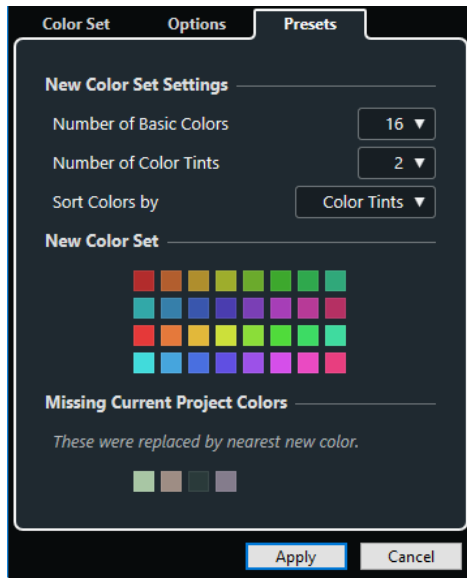 Color Set Options Presets
New Color Set Settings
Number of Basic Colors 16
Number of Color Tints 2
Sort Colors by Color Tints
New Color Set
Missing Current Project Colors
These were replaced by nearest new color.
Apply Cancel